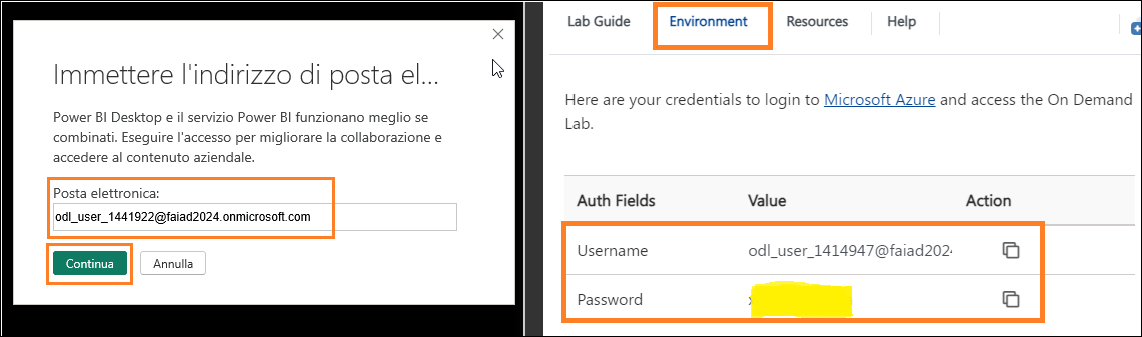 Immettere l'indirizzo di posta el...
Power BI Desktop e il servizio Power BI funzionano meglio se
combinati. Eseguire l'accesso per migliorare la collaborazione e
accedere al contenuto aziendale.
Posta elettronica:
odl_user_1441922@faiad2024.onmicrosoft.com
Continua
Annulla
Lab Guide
Environment
Resources
Help
Here are your credentials to login to Microsoft Azure and access the On Demand
Lab.
Auth Fields Value Action
Username odl_user_1414947@faiad2024
Password